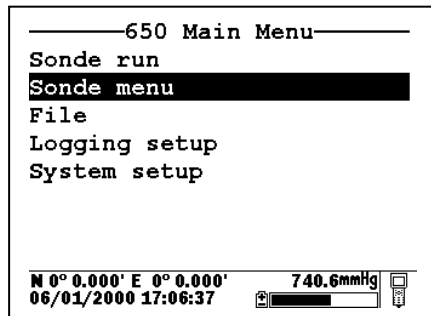 650 Main Menu
Sonde run
Sonde menu
File
Logging setup
System setup
N 0° 0.000' E 0° 0.000' 740.6mmHg
06/01/2000 17:06:37